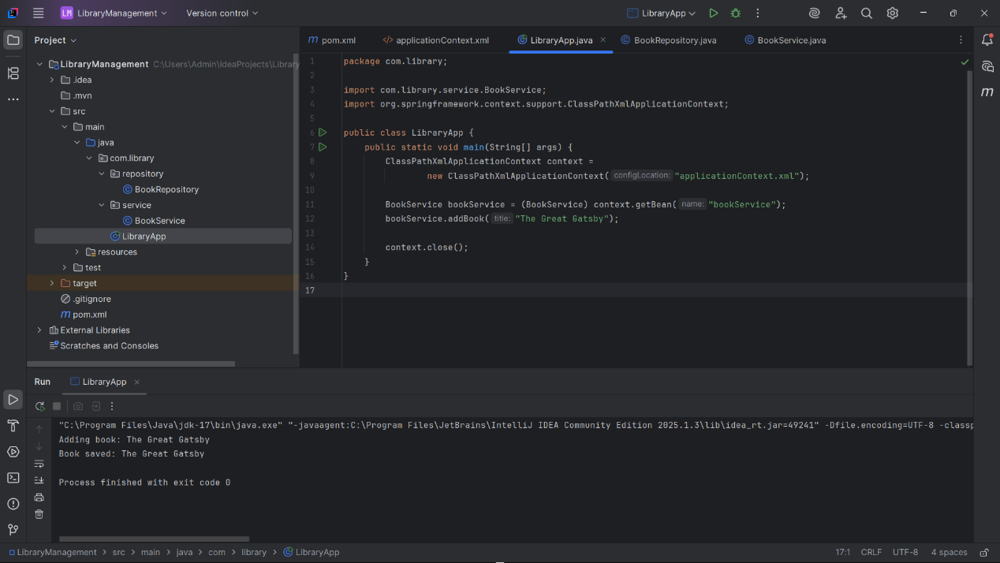 LM LibraryManagement Version control LibraryApp
Project
LibraryManagement C:\Users\Admin\IdeaProjects\Library
.idea
.mvn
src
main
java
com.library
repository
BookRepository
service
BookService
LibraryApp
resources
test
target
.gitignore
m pom.xml
External Libraries
Scratches and Consoles
m pom.xml </> applicationContext.xml LibraryApp.java BookRepository.java BookService.java
1 package com.library;
2
3 import com.library.service.BookService;
4 import org.springframework.context.support.ClassPathXmlApplicationContext;
5
6 public class LibraryApp {
7 public static void main(String[] args) {
8 ClassPathXmlApplicationContext context =
9 new ClassPathXmlApplicationContext( configLocation: "applicationContext.xml");
10
11 BookService bookService = (BookService) context.getBean( name: "bookService");
12 bookService.addBook( title: "The Great Gatsby");
13
14 context.close();
15 }
16 }
17
m
Run LibraryApp
"C:\Program Files\Java\jdk-17\bin\java.exe" "-javaagent:C:\Program Files\JetBrains\IntelliJ IDEA Community Edition 2025.1.3\lib\idea_rt.jar=49241" -Dfile.encoding=UTF-8 -classp
Adding book: The Great Gatsby
Book saved: The Great Gatsby
Process finished with exit code 0
LibraryManagement > src > main > java > com > library > LibraryApp 17:1 CRLF UTF-8 4 spaces